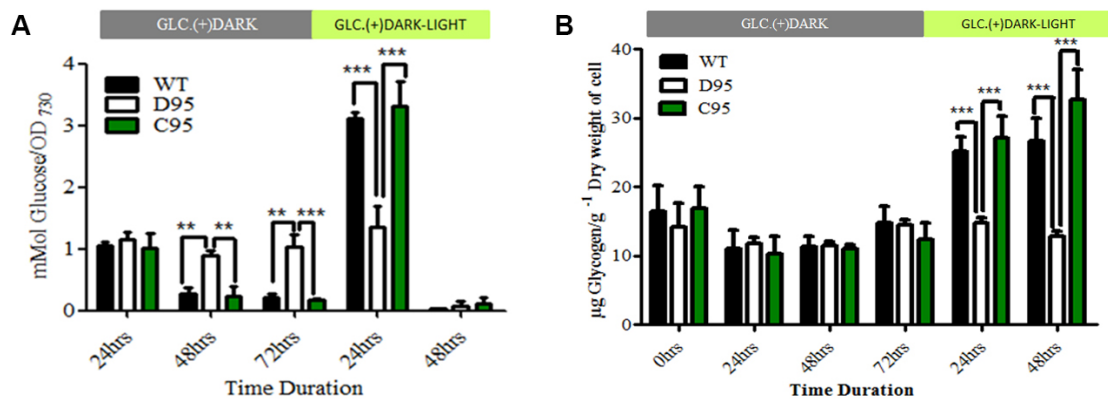 A
GLC.(+)DARK
GLC.(+)DARK-LIGHT
mMol Glucose/OD730
4
3
2
1
0
WT
D95
C95
**
**
**
***
***
***
24hrs
48hrs
72hrs
24hrs
48hrs
Time Duration
B
GLC.(+)DARK
GLC.(+)DARK-LIGHT
µg Glycogen/g -1 Dry weight of cell
40
30
20
10
0
WT
D95
C95
***
***
***
***
0hrs
24hrs
48hrs
72hrs
24hrs
48hrs
Time Duration